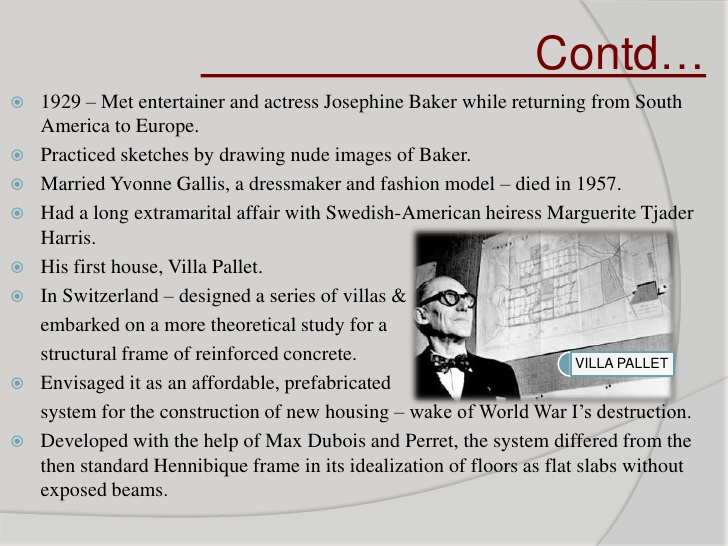 Contd…
1929 – Met entertainer and actress Josephine Baker while returning from South
America to Europe.
Practiced sketches by drawing nude images of Baker.
Married Yvonne Gallis, a dressmaker and fashion model – died in 1957.
Had a long extramarital affair with Swedish-American heiress Marguerite Tjader
Harris.
His first house, Villa Pallet.
In Switzerland – designed a series of villas &
embarked on a more theoretical study for a
structural frame of reinforced concrete.
VILLA PALLET
Envisaged it as an affordable, prefabricated
system for the construction of new housing – wake of World War I’s destruction.
Developed with the help of Max Dubois and Perret, the system differed from the
then standard Hennibique frame in its idealization of floors as flat slabs without
exposed beams.